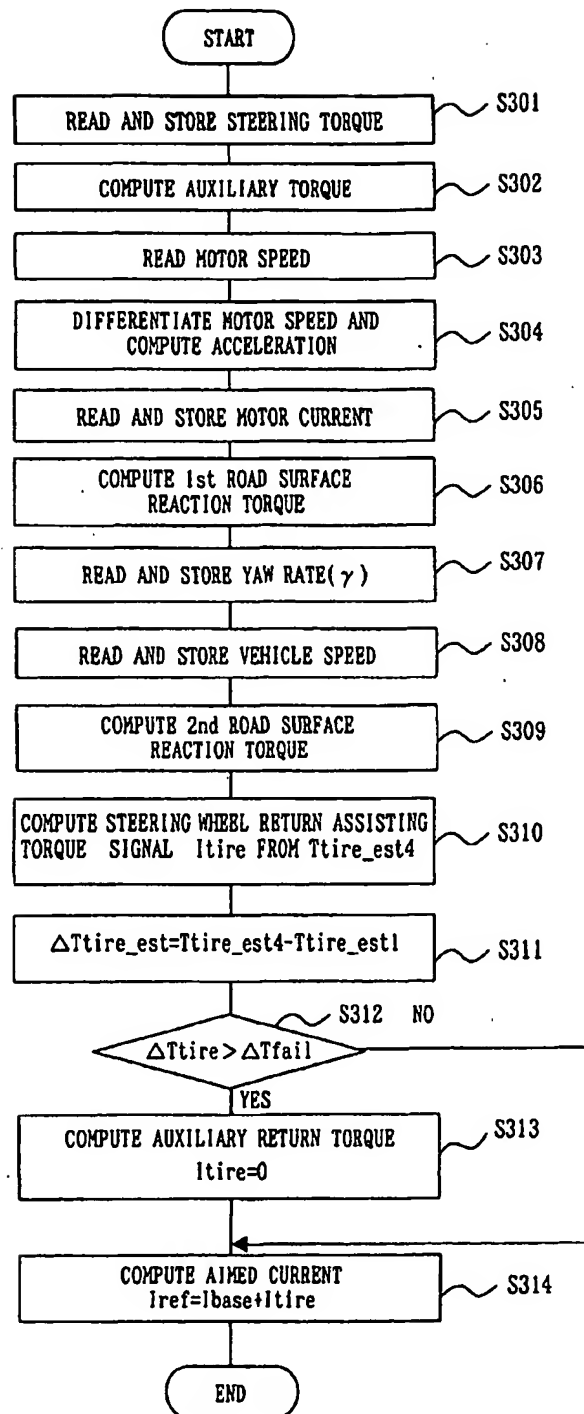 START
READ AND STORE STEERING TORQUE
S301
COMPUTE AUXILIARY TORQUE
S302
READ MOTOR SPEED
S303
DIFFERENTIATE MOTOR SPEED AND
COMPUTE ACCELERATION
S304
READ AND STORE MOTOR CURRENT
S305
COMPUTE 1st ROAD SURFACE
REACTION TORQUE
S306
READ AND STORE YAW RATE(γ)
S307
READ AND STORE VEHICLE SPEED
S308
COMPUTE 2nd ROAD SURFACE
REACTION TORQUE
S309
COMPUTE STEERING WHEEL RETURN ASSISTING
TORQUE SIGNAL Itire FROM Ttire_est4
S310
△Ttire_est=Ttire_est4-Ttire_est1
S311
S312 NO
△Ttire>△Tfail
YES
COMPUTE AUXILIARY RETURN TORQUE
Itire=0
S313
COMPUTE AIMED CURRENT
Iref=Ibase+Itire
S314
END